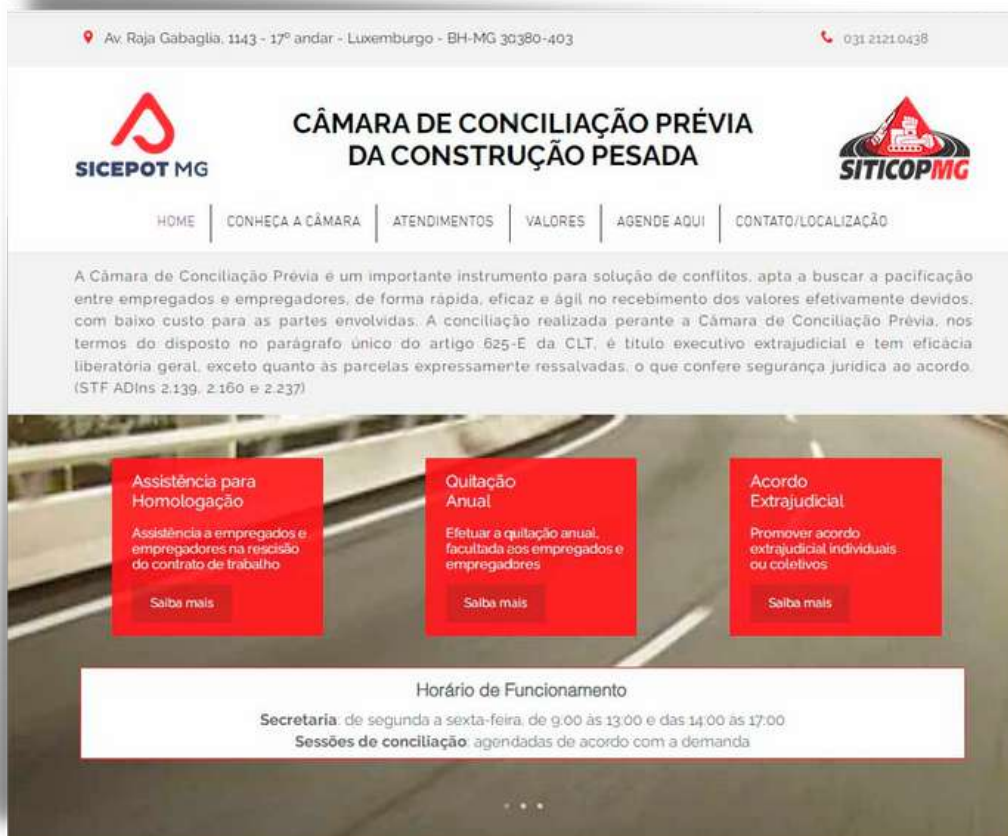 Av. Raja Gabaglia, 1143 - 17º andar - Luxemburgo - BH-MG 30380-403
031 2121.0438
SICEPOT MG
CÂMARA DE CONCILIAÇÃO PRÉVIA
DA CONSTRUÇÃO PESADA
SITICOPMG
HOME
CONHEÇA A CÂMARA
ATENDIMENTOS
VALORES
AGENDE AQUI
CONTATO/LOCALIZAÇÃO
A Câmara de Conciliação Prévia é um importante instrumento para solução de conflitos, apta a buscar a pacificação
entre empregados e empregadores, de forma rápida, eficaz e ágil no recebimento dos valores efetivamente devidos,
com baixo custo para as partes envolvidas. A conciliação realizada perante a Câmara de Conciliação Prévia, nos
termos do disposto no parágrafo único do artigo 625-E da CLT, é título executivo extrajudicial e tem eficácia
liberatória geral, exceto quanto às parcelas expressamente ressalvadas, o que confere segurança jurídica ao acordo.
(STF ADIns 2.139, 2.160 e 2.237)
Assistência para
Homologação
Assistência a empregados e
empregadores na rescisão
do contrato de trabalho
Saiba mais
Quitação
Anual
Efetuar a quitação anual,
facultada aos empregados e
empregadores
Saiba mais
Acordo
Extrajudicial
Promover acordo
extrajudicial individuais
ou coletivos
Saiba mais
Horário de Funcionamento
Secretaria: de segunda a sexta-feira, de 9:00 às 13:00 e das 14:00 às 17:00
Sessões de conciliação: agendadas de acordo com a demanda